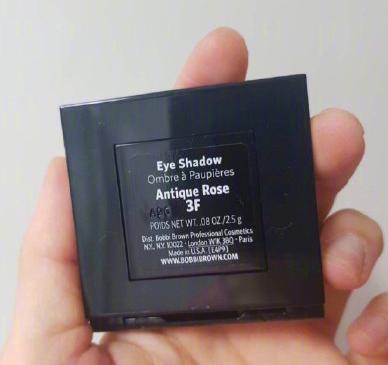 Eye Shadow
Ombre à Paupières
Antique Rose
3F
POIDS NET WT. .08 OZ./2.5 g
Dist. Bobbi Brown Professional Cosmetics
N.Y., N.Y. 10022 · London W1K 3BQ · Paris
Made in U.S.A. [E4P9]
WWW.BOBBIBROWN.COM